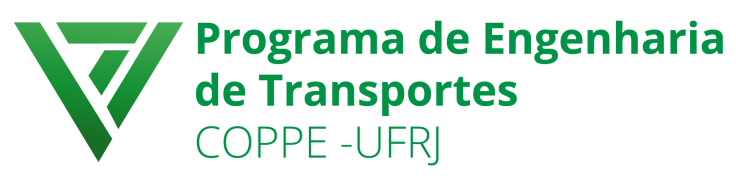 Programa de Engenharia
de Transportes
COPPE -UFRJ